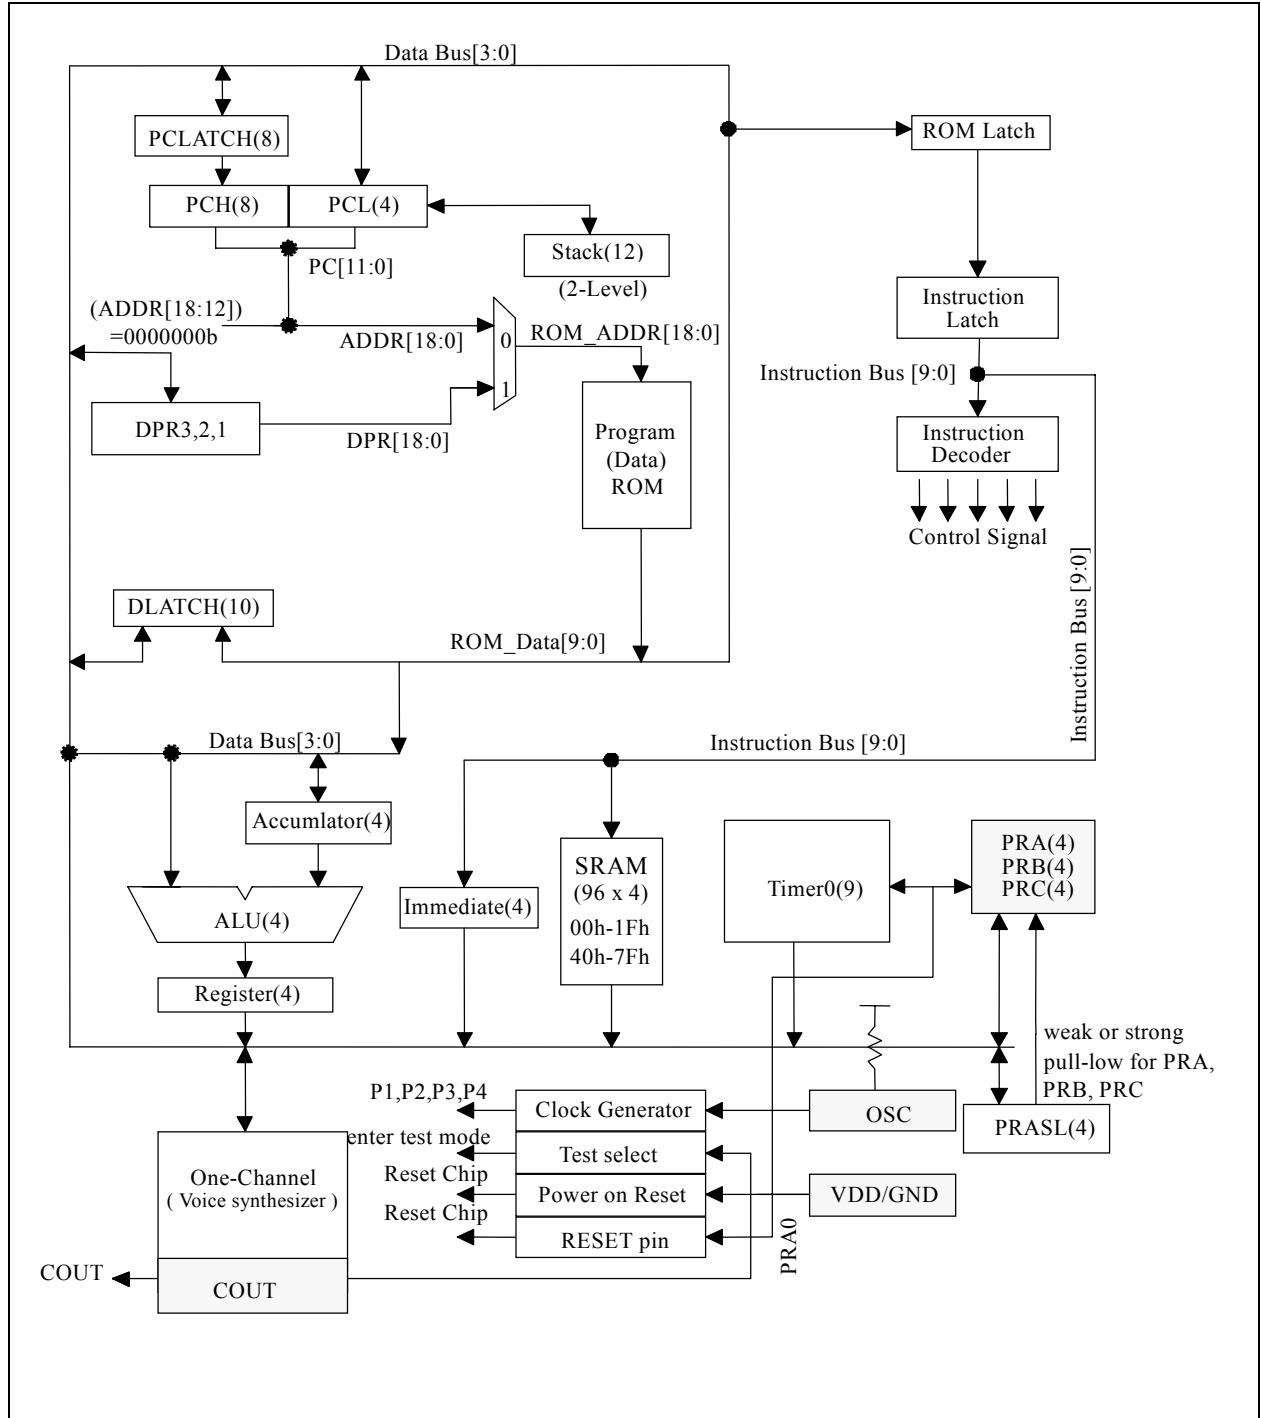 Data Bus[3:0]
PCLATCH(8)
ROM Latch
PCH(8)
PCL(4)
Stack(12)
(2-Level)
PC[11:0]
(ADDR[18:12])
=0000000b
ADDR[18:0]
0
1
ROM_ADDR[18:0]
Instruction
Latch
Instruction Bus [9:0]
DPR3,2,1
DPR[18:0]
Program
(Data)
ROM
Instruction
Decoder
Control Signal
Instruction Bus [9:0]
DLATCH(10)
ROM_Data[9:0]
Data Bus[3:0]
Instruction Bus [9:0]
Accumlator(4)
ALU(4)
Register(4)
Immediate(4)
SRAM
(96 x 4)
00h-1Fh
40h-7Fh
Timer0(9)
PRA(4)
PRB(4)
PRC(4)
weak or strong
pull-low for PRA,
PRB, PRC
PRASL(4)
P1,P2,P3,P4
Clock Generator
OSC
enter test mode
Test select
Reset Chip
Power on Reset
VDD/GND
Reset Chip
RESET pin
PRA0
One-Channel
( Voice synthesizer )
COUT
COUT